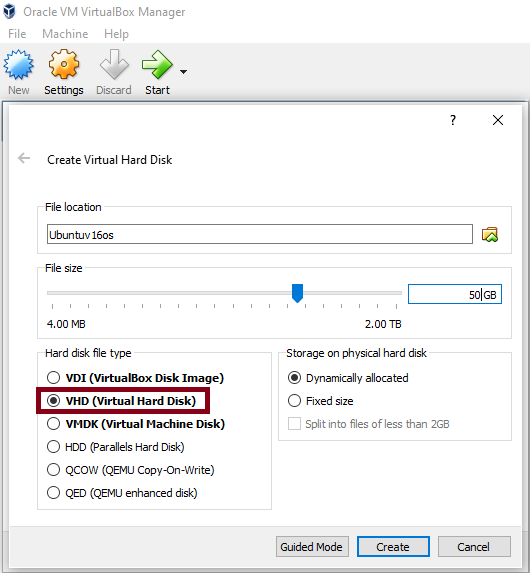 Oracle VM VirtualBox Manager
File Machine Help
New Settings Discard Start
?
Create Virtual Hard Disk
File location
Ubuntuv16os
File size
50 GB
4.00 MB 2.00 TB
Hard disk file type
VDI (VirtualBox Disk Image)
VHD (Virtual Hard Disk)
VMDK (Virtual Machine Disk)
HDD (Parallels Hard Disk)
QCOW (QEMU Copy-On-Write)
QED (QEMU enhanced disk)
Storage on physical hard disk
Dynamically allocated
Fixed size
Split into files of less than 2GB
Guided Mode Create Cancel